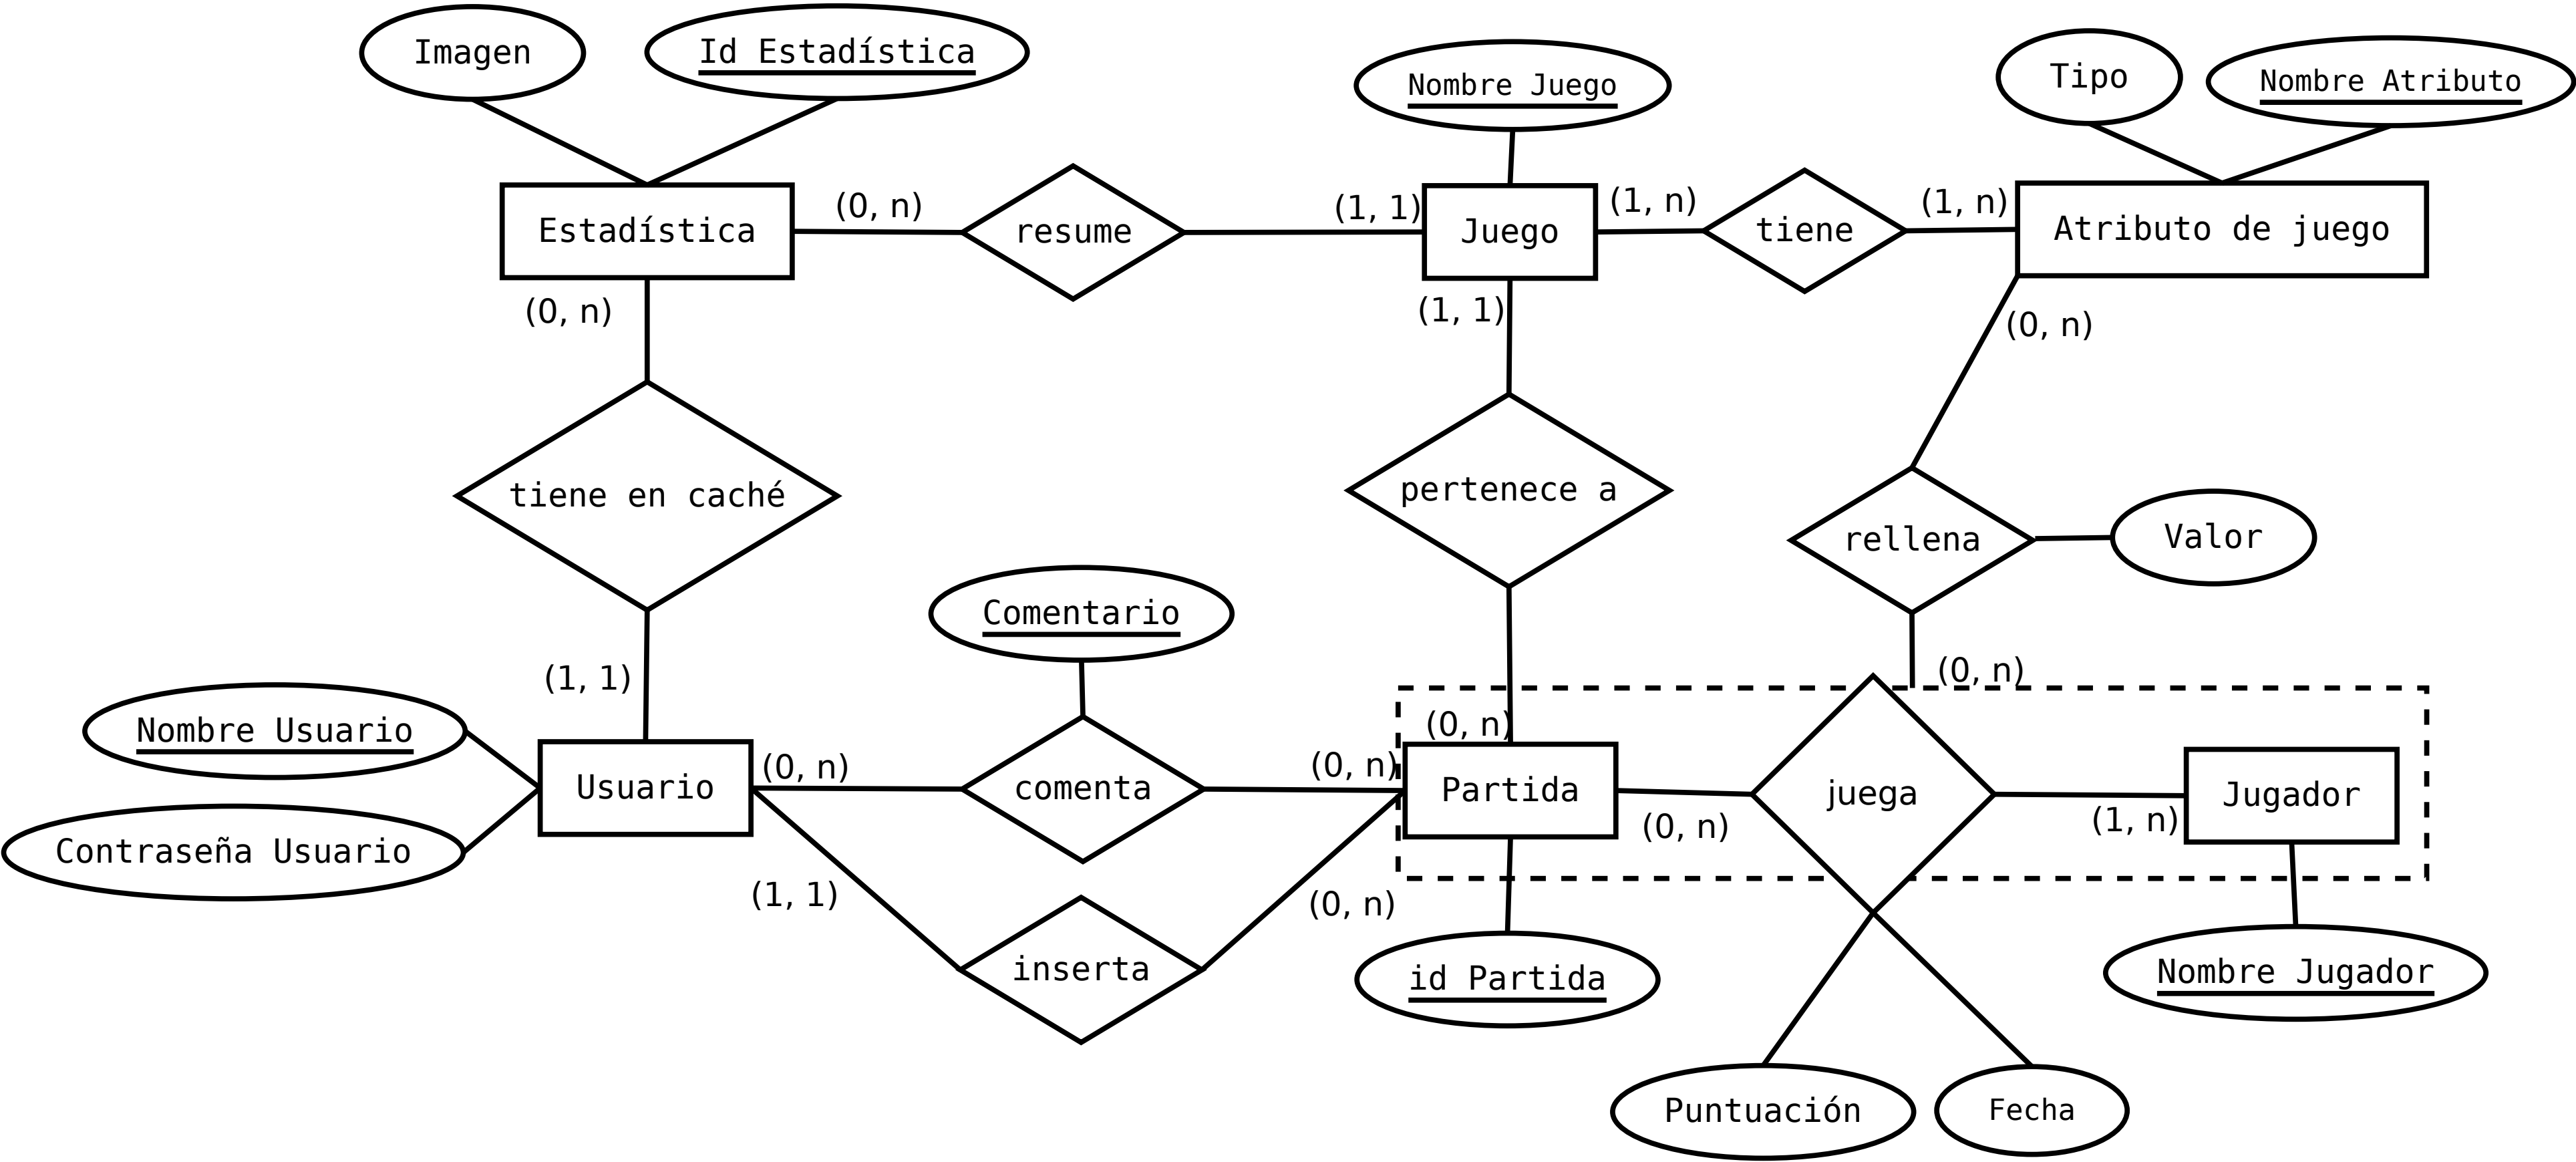 Imagen
Id Estadística
Nombre Juego
Tipo
Nombre Atributo
Estadística
(0, n)
resume
(1, 1)
Juego
(1, n)
tiene
(1, n)
Atributo de juego
(0, n)
(1, 1)
(0, n)
tiene en caché
pertenece a
rellena
Valor
Comentario
(1, 1)
(0, n)
Nombre Usuario
(0, n)
Usuario
(0, n)
comenta
(0, n)
Partida
(0, n)
juega
(1, n)
Jugador
Contraseña Usuario
(1, 1)
inserta
(0, n)
id Partida
Nombre Jugador
Puntuación
Fecha